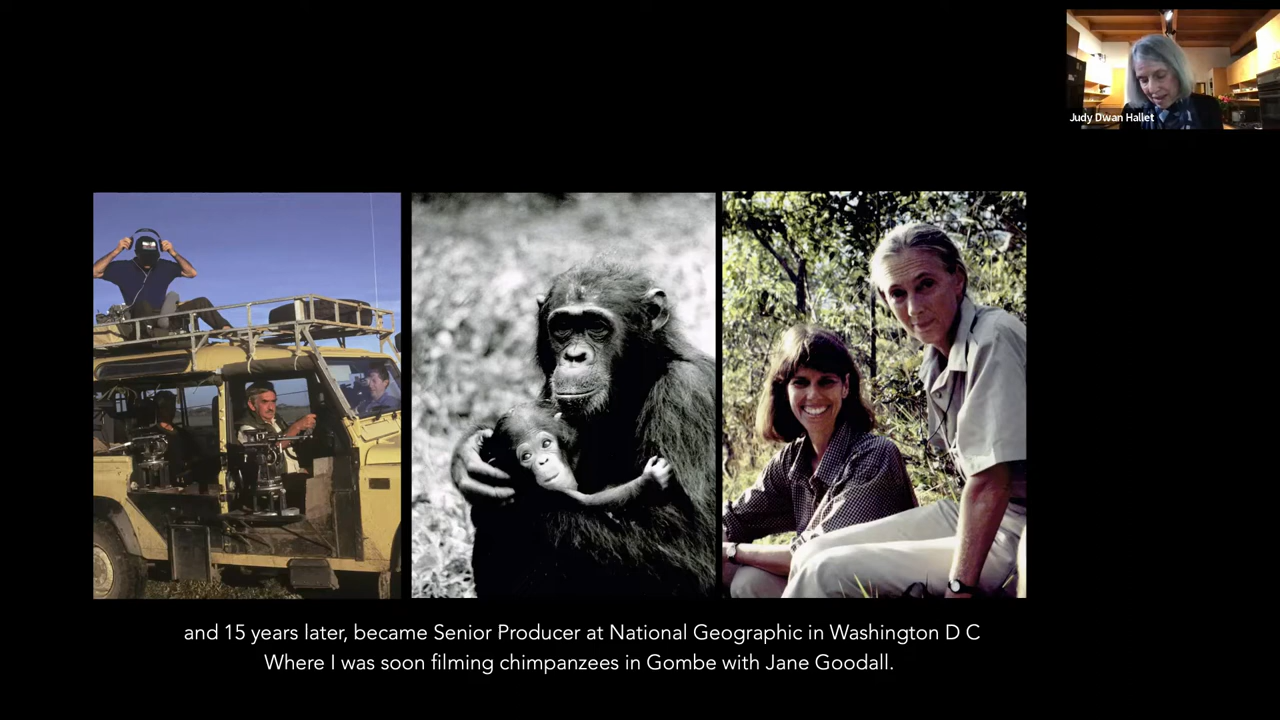 Judy Dwan Hallet
and 15 years later, became Senior Producer at National Geographic in Washington D C
Where I was soon filming chimpanzees in Gombe with Jane Goodall.